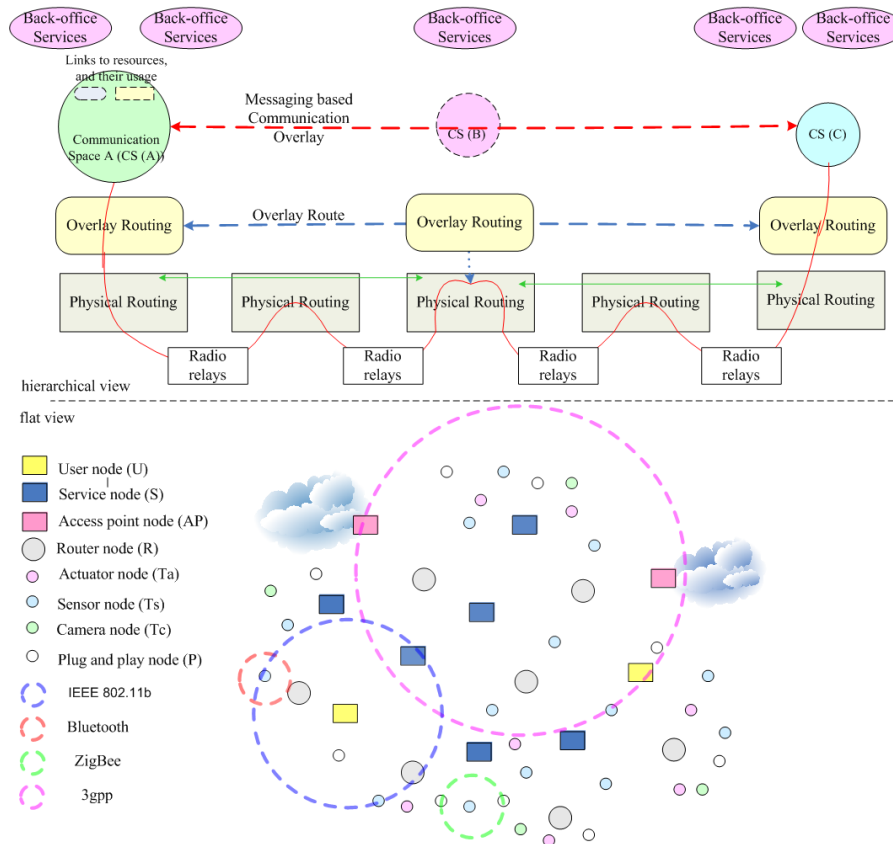 Back-office
Services
Back-office
Services
Back-office
Services
Back-office
Services
Back-office
Services
Links to resources,
and their usage
Communication
Space A (CS (A))
Messaging based
Communication
Overlay
CS (B)
CS (C)
Overlay Routing
Overlay Route
Overlay Routing
Overlay Routing
Physical Routing
Physical Routing
Physical Routing
Physical Routing
Physical Routing
Radio
relays
Radio
relays
Radio
relays
Radio
relays
hierarchical view
flat view
User node (U)
Service node (S)
Access point node (AP)
Router node (R)
Actuator node (Ta)
Sensor node (Ts)
Camera node (Tc)
Plug and play node (P)
IEEE 802.11b
Bluetooth
ZigBee
3gpp